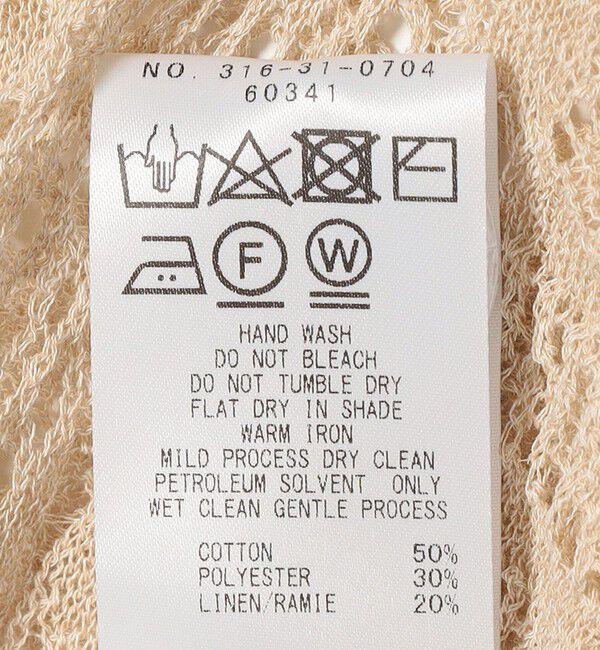 NO. 316-31-0704
60341
F W
HAND WASH
DO NOT BLEACH
DO NOT TUMBLE DRY
FLAT DRY IN SHADE
WARM IRON
MILD PROCESS DRY CLEAN
PETROLEUM SOLVENT ONLY
WET CLEAN GENTLE PROCESS
COTTON 50%
POLYESTER 30%
LINEN/RAMIE 20%